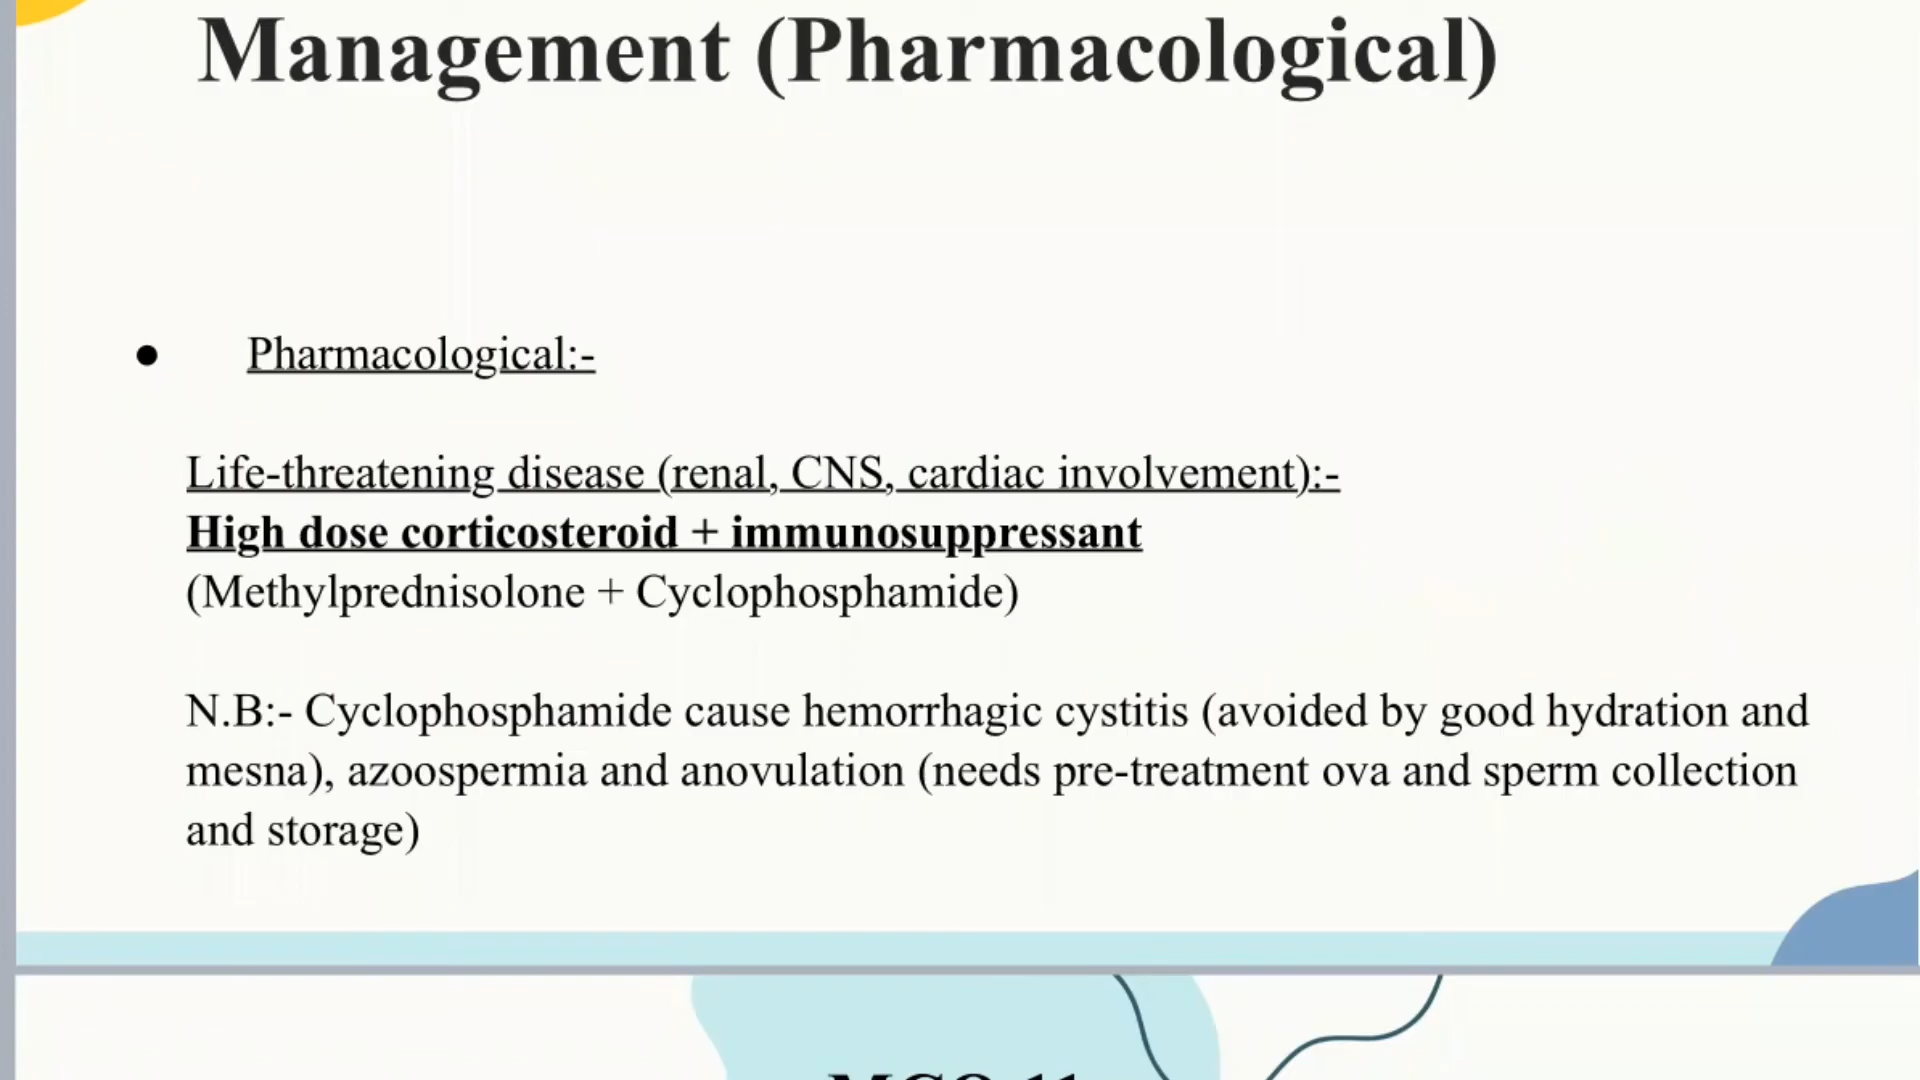 Management (Pharmacological)
● Pharmacological:-
Life-threatening disease (renal, CNS, cardiac involvement):-
High dose corticosteroid + immunosuppressant
(Methylprednisolone + Cyclophosphamide)
N.B:- Cyclophosphamide cause hemorrhagic cystitis (avoided by good hydration and
mesna), azoospermia and anovulation (needs pre-treatment ova and sperm collection
and storage)